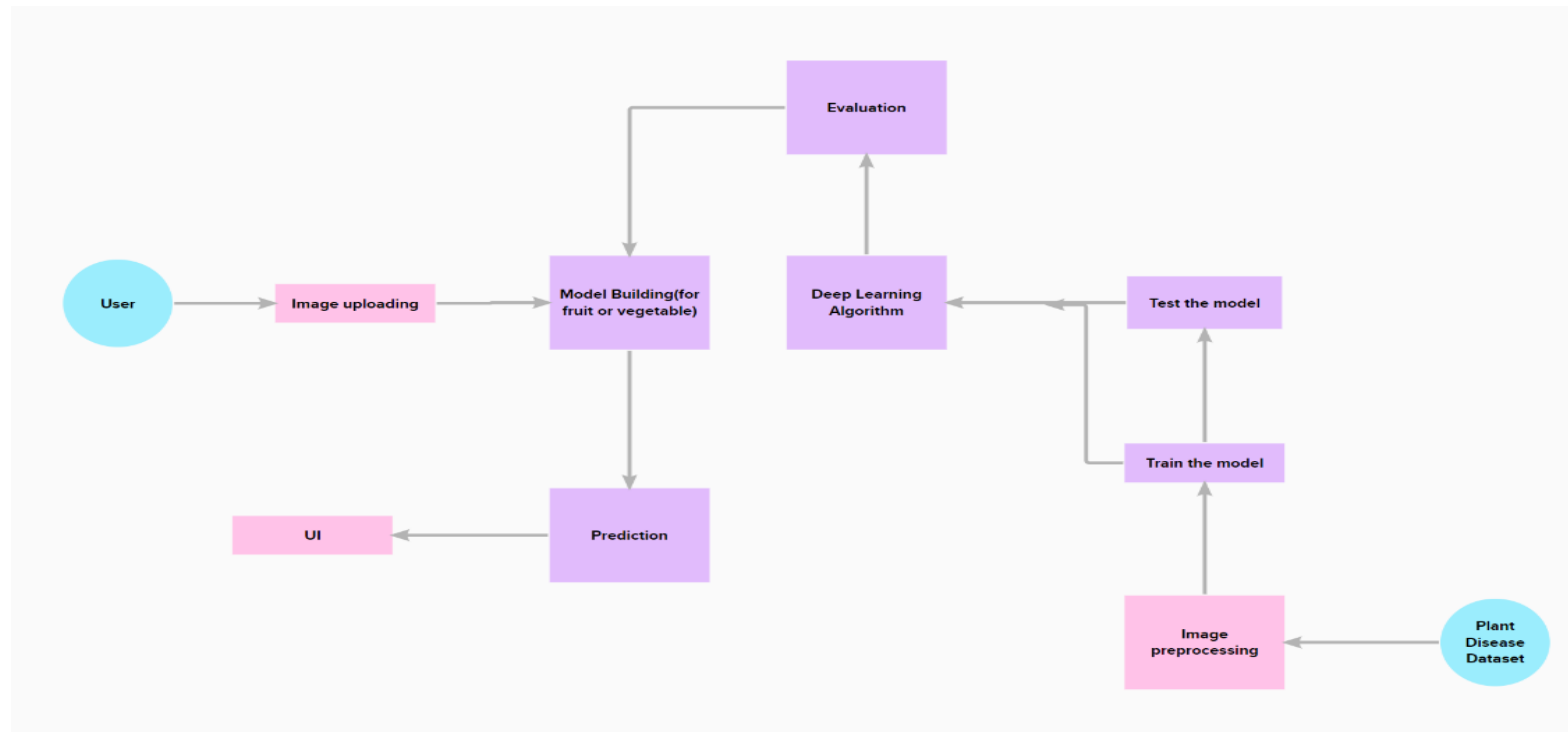 Evaluation
User
Image uploading
Model Building(for
fruit or vegetable)
Deep Learning
Algorithm
Test the model
Train the model
UI
Prediction
Image
preprocessing
Plant
Disease
Dataset